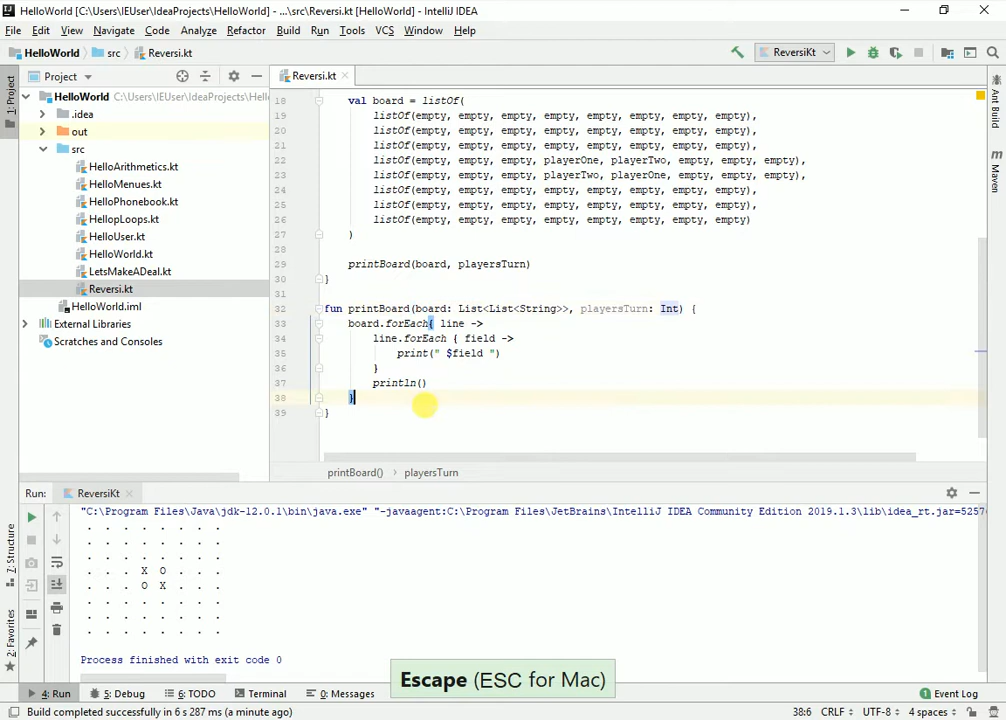 HelloWorld [C:\Users\IEUser\IdeaProjects\HelloWorld] - ...\src\Reversi.kt [HelloWorld] - IntelliJ IDEA
File Edit View Navigate Code Analyze Refactor Build Run Tools VCS Window Help
HelloWorld src Reversi.kt ReversiKt
1: Project
Project
Reversi.kt
HelloWorld C:\Users\IEUser\IdeaProjects\Hell
.idea
out
src
HelloArithmetics.kt
HelloMenues.kt
HelloPhonebook.kt
HellopLoops.kt
HelloUser.kt
HelloWorld.kt
LetsMakeADeal.kt
Reversi.kt
HelloWorld.iml
External Libraries
Scratches and Consoles
18 val board = listOf(
19 listOf(empty, empty, empty, empty, empty, empty, empty, empty),
20 listOf(empty, empty, empty, empty, empty, empty, empty, empty),
21 listOf(empty, empty, empty, empty, empty, empty, empty, empty),
22 listOf(empty, empty, empty, playerOne, playerTwo, empty, empty, empty),
23 listOf(empty, empty, empty, playerTwo, playerOne, empty, empty, empty),
24 listOf(empty, empty, empty, empty, empty, empty, empty, empty),
25 listOf(empty, empty, empty, empty, empty, empty, empty, empty),
26 listOf(empty, empty, empty, empty, empty, empty, empty, empty)
27 )
28
29 printBoard(board, playersTurn)
30 }
31
32 fun printBoard(board: List<List<String>>, playersTurn: Int) {
33 board.forEach{ line ->
34 line.forEach { field ->
35 print(" $field ")
36 }
37 println()
38 }
39 }
printBoard() › playersTurn
Ant Build
Maven
Run: ReversiKt
"C:\Program Files\Java\jdk-12.0.1\bin\java.exe" "-javaagent:C:\Program Files\JetBrains\IntelliJ IDEA Community Edition 2019.1.3\lib\idea_rt.jar=5257
. . . . . . . .
. . . . . . . .
. . . . . . . .
. . . X O . . .
. . . O X . . .
. . . . . . . .
. . . . . . . .
. . . . . . . .
Process finished with exit code 0
7: Structure
2: Favorites
Escape (ESC for Mac)
4: Run 5: Debug 6: TODO Terminal 0: Messages Event Log
Build completed successfully in 6 s 287 ms (a minute ago) 38:6 CRLF UTF-8 4 spaces